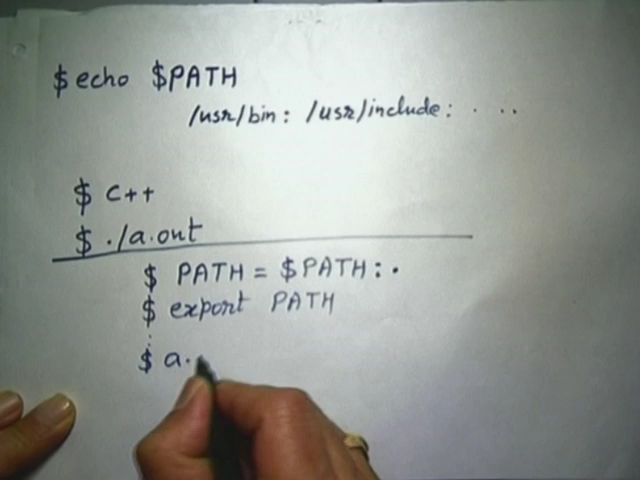 $ echo $PATH
/usr/bin: /usr/include: . ..
$ c++
$ ./a.out
$ PATH = $PATH:.
$ export PATH
:
$ a.